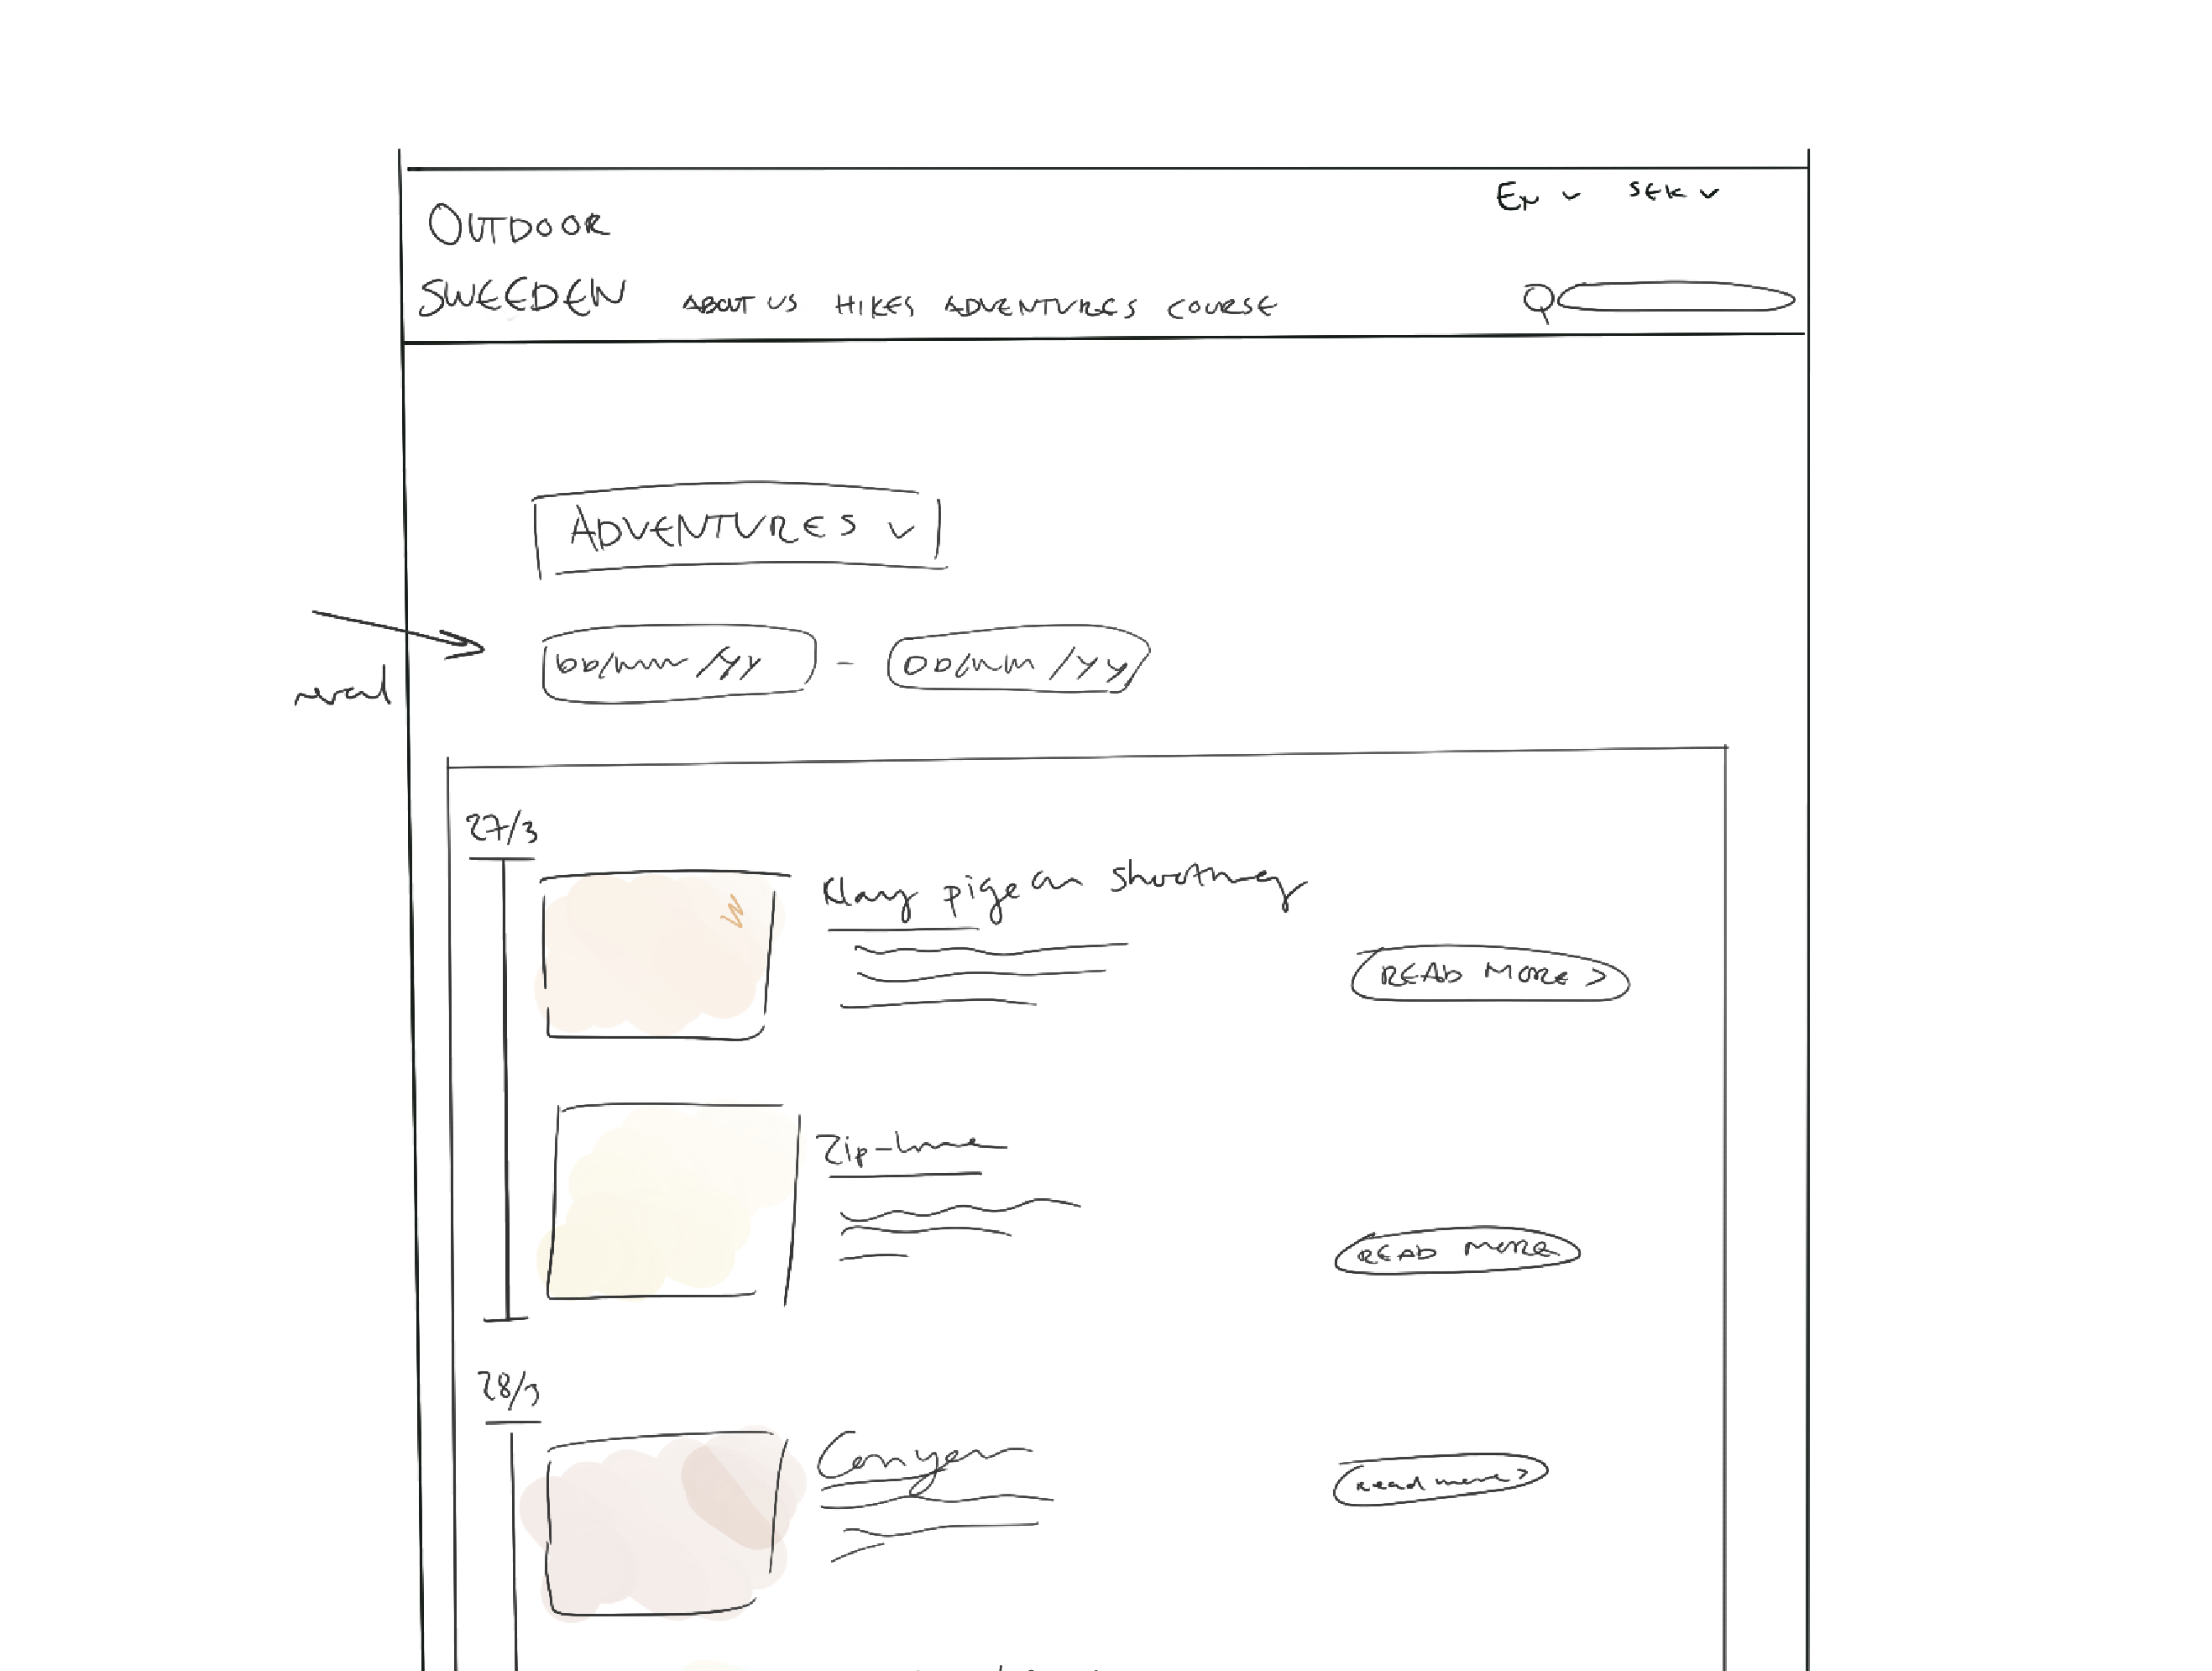 EN ˅ SEK ˅
OUTDOOR
SWEEDEN ABOUT US HIKES ADVENTURES COURSE
ADVENTURES ˅
DD/MM/YY - DD/MM/YY
27/3
Klay pigeon shooting
READ MORE >
Zip-line
READ MORE
28/3
Canyon
Read more >